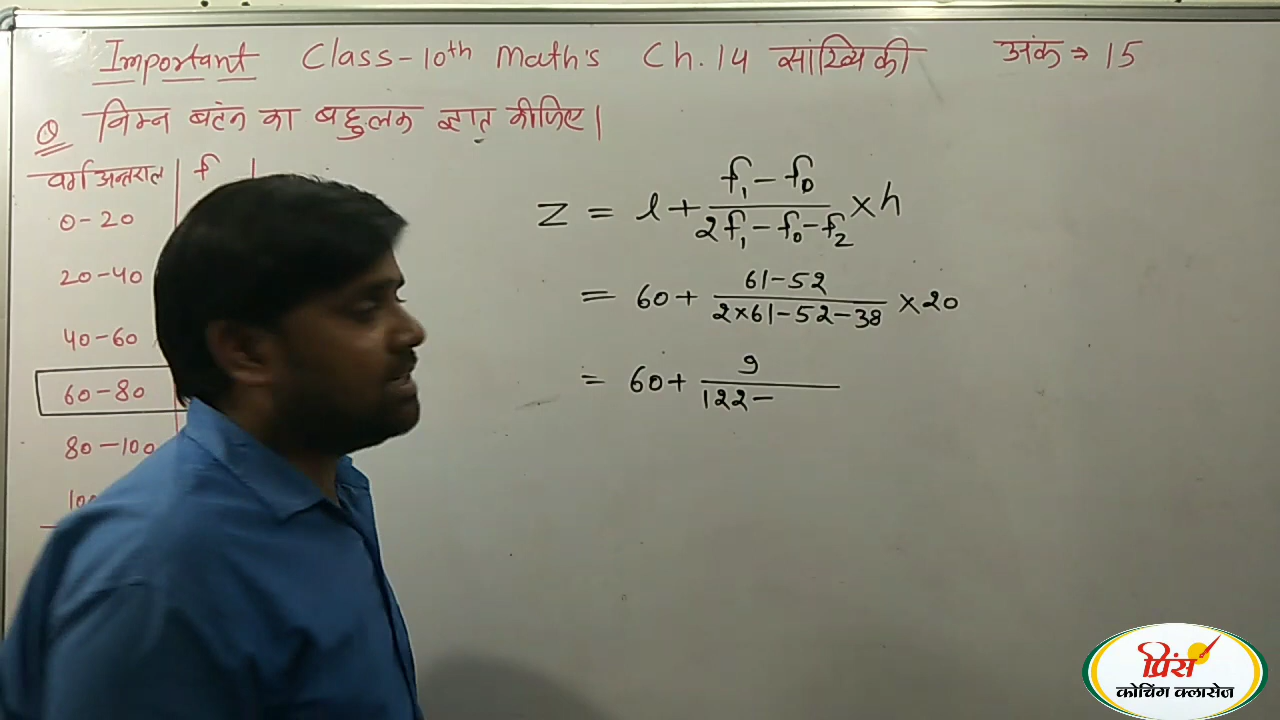 Important Class-10th Math's Ch.14 सांख्यिकी अंक → 15
Q निम्न बटंन का बहुलक ज्ञात कीजिए।
वर्ग अन्तराल f
0-20
20-40
40-60
60-80
80-100
Z = l + f₁ - f₀ / 2f₁ - f₀ - f₂ × h
= 60 + 61-52 / 2×61-52-38 × 20
= 60 + 9 / 122-
प्रिंस
कोचिंग क्लासेज